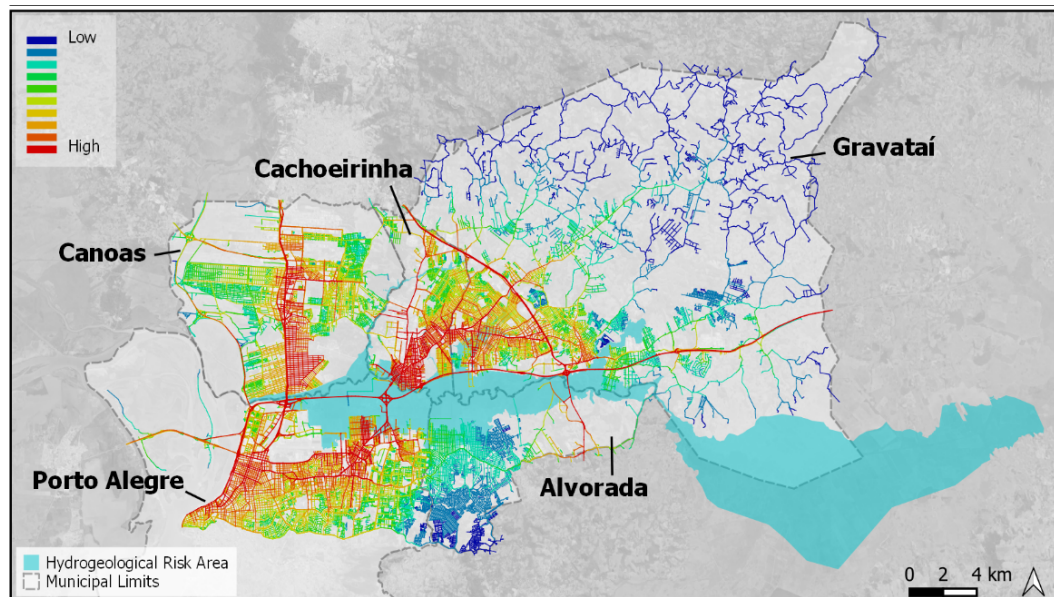 Low
High
Gravataí
Cachoeirinha
Canoas
Porto Alegre
Alvorada
Hydrogeological Risk Area
Municipal Limits
0 2 4 km